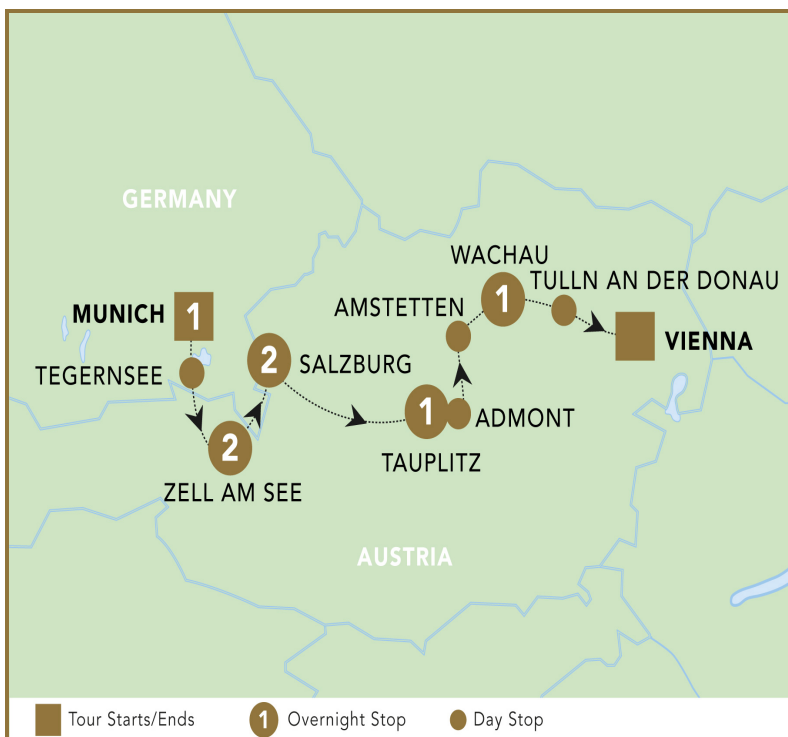 GERMANY
WACHAU
TULLN AN DER DONAU
MUNICH 1
AMSTETTEN
1
VIENNA
TEGERNSEE
2 SALZBURG
1 ADMONT
TAUPLITZ
2
ZELL AM SEE
AUSTRIA
Tour Starts/Ends 1 Overnight Stop Day Stop